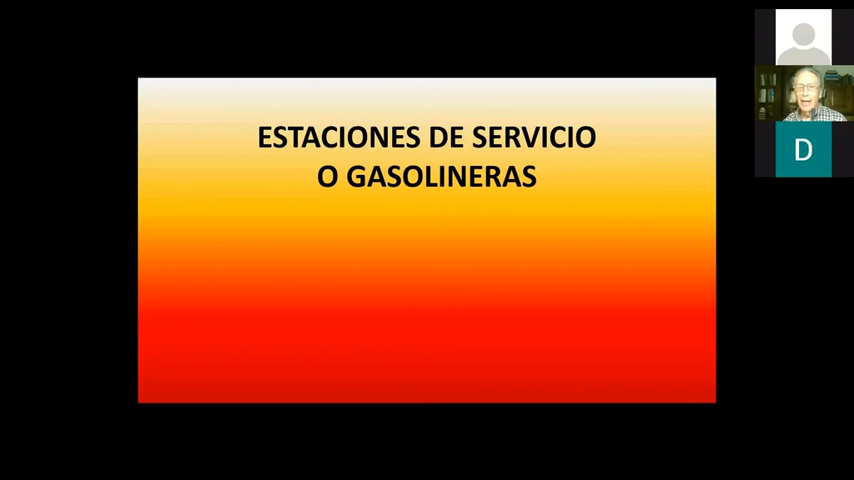 ESTACIONES DE SERVICIO
O GASOLINERAS
D